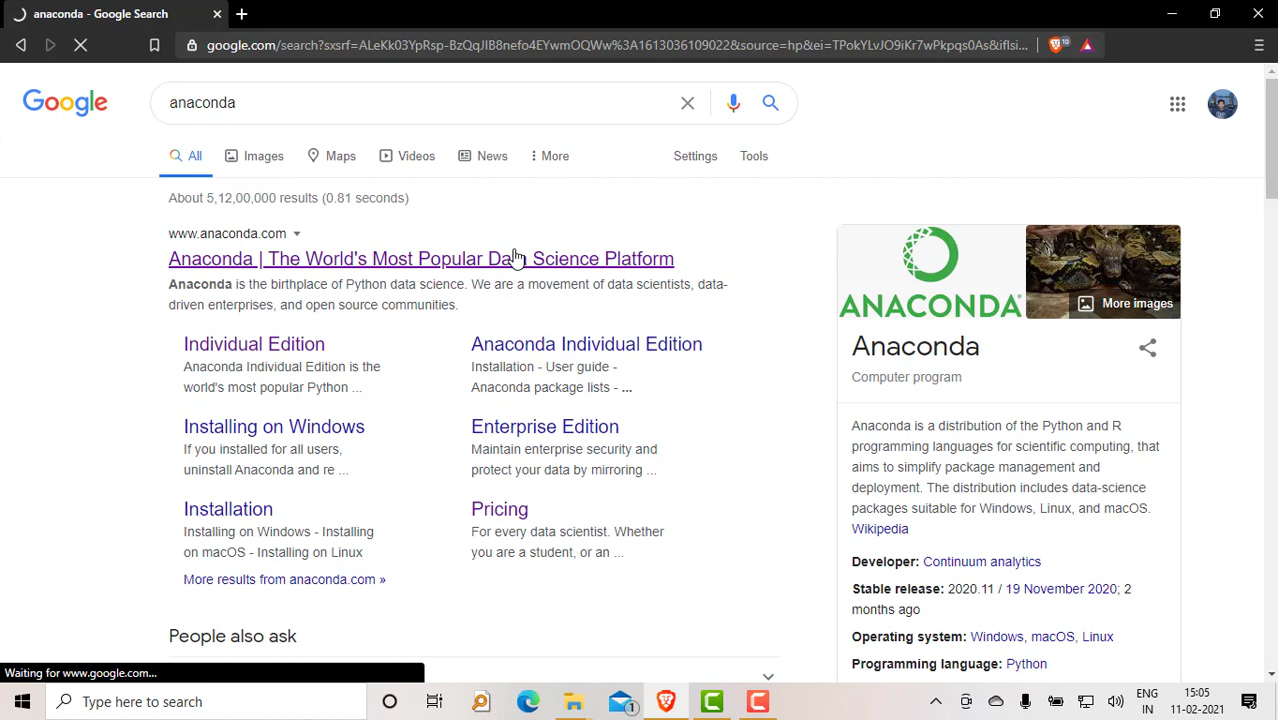 anaconda - Google Search
google.com/search?sxsrf=ALeKk03YpRsp-BzQqJIB8nefo4EYwmOQWw%3A1613036109022&source=hp&ei=TPokYLvJO9iKr7wPkpqs0As&iflsi...
10
Google
anaconda
All Images Maps Videos News More Settings Tools
About 5,12,00,000 results (0.81 seconds)
www.anaconda.com
Anaconda | The World's Most Popular Data Science Platform
Anaconda is the birthplace of Python data science. We are a movement of data scientists, data-
driven enterprises, and open source communities.
Individual Edition
Anaconda Individual Edition is the
world's most popular Python ...
Anaconda Individual Edition
Installation - User guide -
Anaconda package lists - ...
Installing on Windows
If you installed for all users,
uninstall Anaconda and re ...
Enterprise Edition
Maintain enterprise security and
protect your data by mirroring ...
Installation
Installing on Windows - Installing
on macOS - Installing on Linux
Pricing
For every data scientist. Whether
you are a student, or an ...
More results from anaconda.com »
People also ask
ANACONDA
More images
Anaconda
Computer program
Anaconda is a distribution of the Python and R
programming languages for scientific computing, that
aims to simplify package management and
deployment. The distribution includes data-science
packages suitable for Windows, Linux, and macOS.
Wikipedia
Developer: Continuum analytics
Stable release: 2020.11 / 19 November 2020; 2
months ago
Operating system: Windows, macOS, Linux
Programming language: Python
Waiting for www.google.com...
Type here to search
1
ENG
IN
15:05
11-02-2021